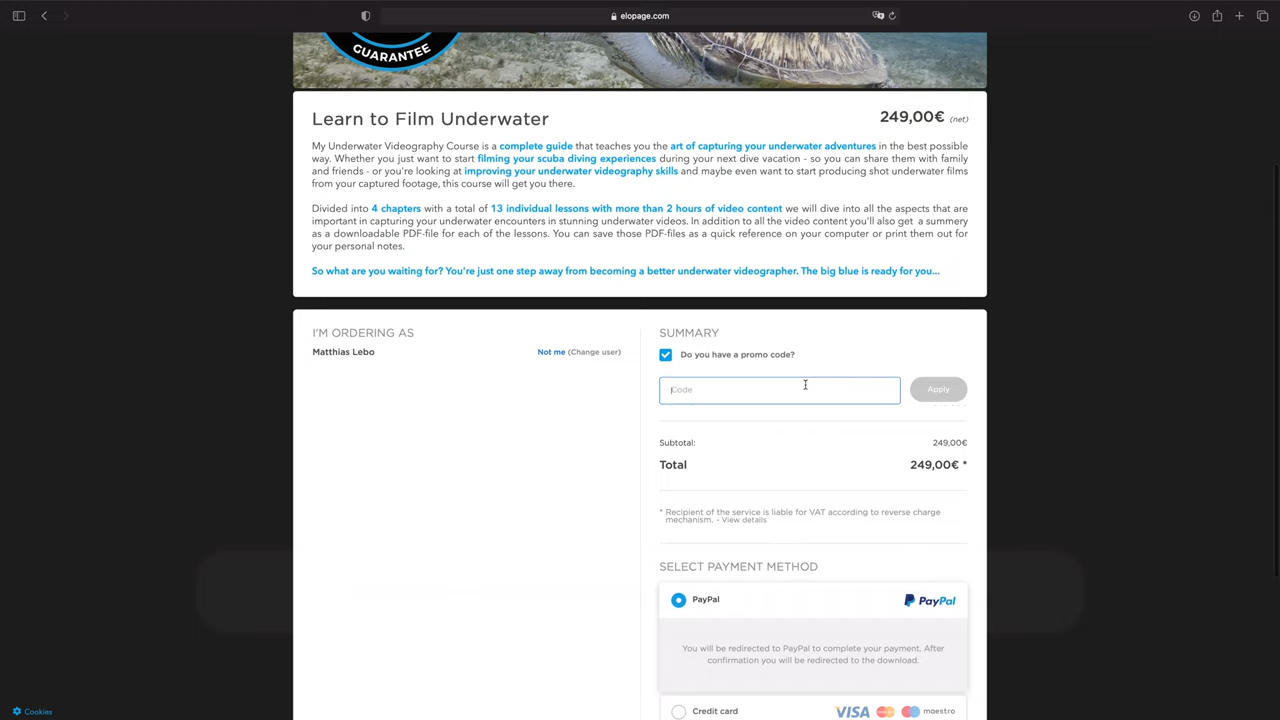 elopage.com
GUARANTEE
Learn to Film Underwater
249,00€ (net)
My Underwater Videography Course is a complete guide that teaches you the art of capturing your underwater adventures in the best possible
way. Whether you just want to start filming your scuba diving experiences during your next dive vacation - so you can share them with family
and friends - or you're looking at improving your underwater videography skills and maybe even want to start producing shot underwater films
from your captured footage, this course will get you there.
Divided into 4 chapters with a total of 13 individual lessons with more than 2 hours of video content we will dive into all the aspects that are
important in capturing your underwater encounters in stunning underwater videos. In addition to all the video content you'll also get a summery
as a downloadable PDF-file for each of the lessons. You can save those PDF-files as a quick reference on your computer or print them out for
your personal notes.
So what are you waiting for? You're just one step away from becoming a better underwater videographer. The big blue is ready for you...
I'M ORDERING AS
Matthias Lebo
Not me (Change user)
SUMMARY
Do you have a promo code?
Code
Apply
Subtotal:
249,00€
Total
249,00€ *
* Recipient of the service is liable for VAT according to reverse charge
mechanism. - View details
SELECT PAYMENT METHOD
PayPal
PayPal
You will be redirected to PayPal to complete your payment. After
confirmation you will be redirected to the download.
Credit card
VISA
maestro
Cookies